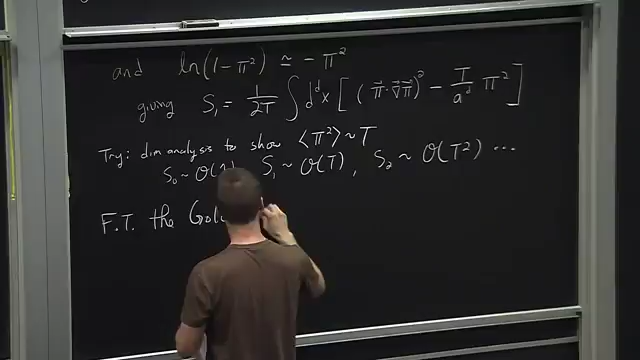 and ln(1-π²) ≃ -π²
giving S₁ = 1/2T ∫ dᵈx [ (π⃗·∇⃗π⃗)² - T/aᵈ π² ]
Try: dim analysis to show ⟨π²⟩ ~ T
S₀ ~ O(1), S₁ ~ O(T), S₂ ~ O(T²) ...
F.T. the Gol